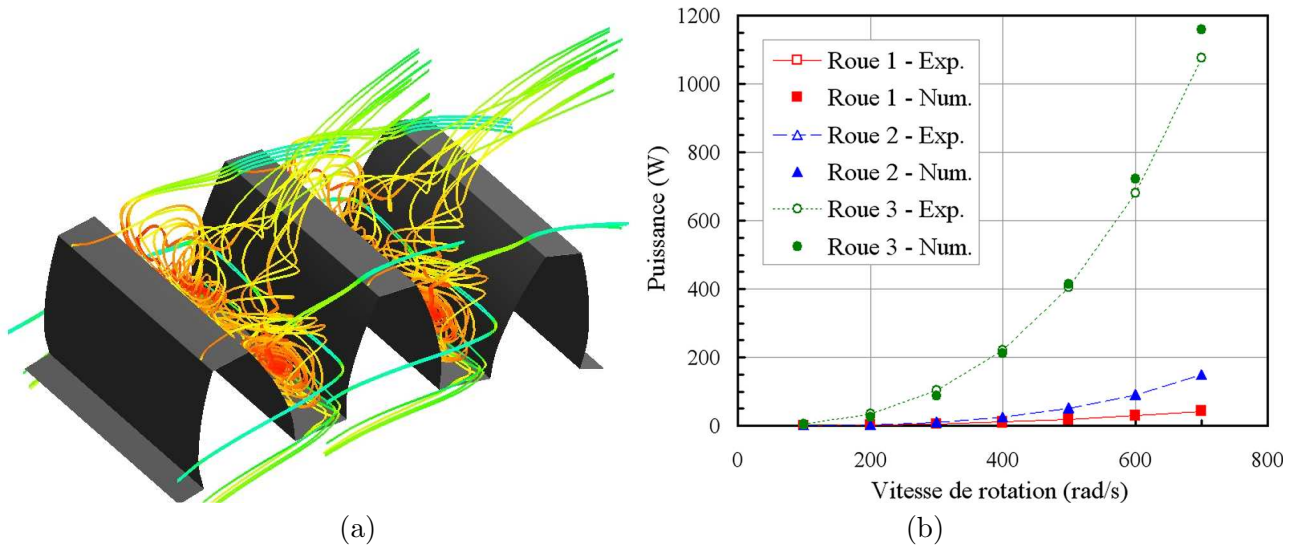 1200
1000
800
600
400
200
0
Puissance (W)
Roue 1 - Exp.
Roue 1 - Num.
Roue 2 - Exp.
Roue 2 - Num.
Roue 3 - Exp.
Roue 3 - Num.
0 200 400 600 800
Vitesse de rotation (rad/s)
(a) (b)